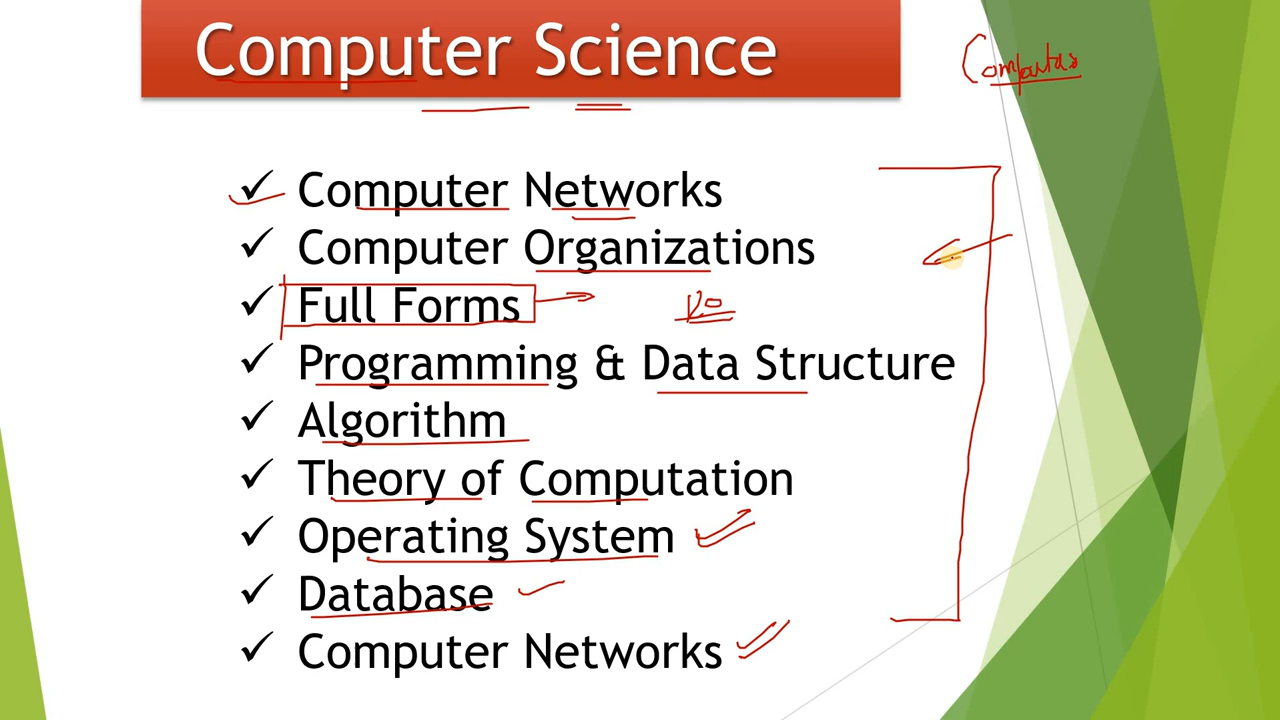 Computer Science
✓ Computer Networks
✓ Computer Organizations
✓ Full Forms
✓ Programming & Data Structure
✓ Algorithm
✓ Theory of Computation
✓ Operating System
✓ Database
✓ Computer Networks